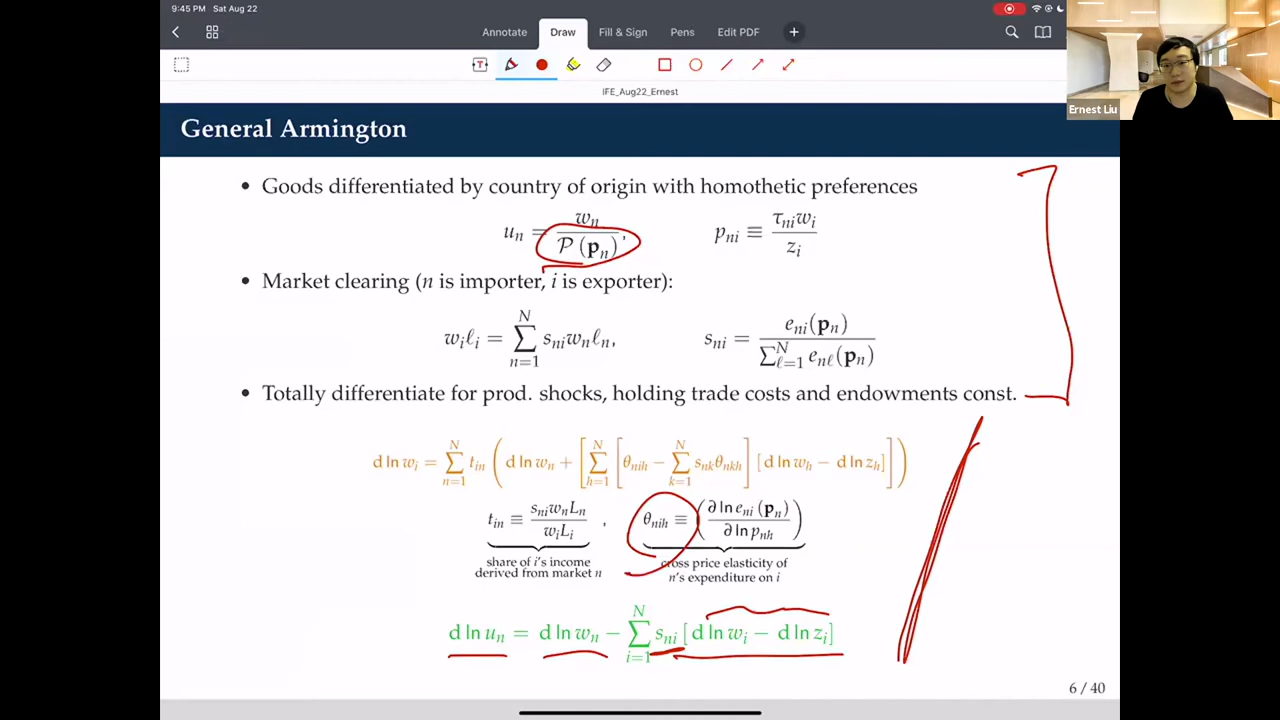 9:45 PM Sat Aug 22
Annotate Draw Fill & Sign Pens Edit PDF
IFE_Aug22_Ernest
Ernest Liu
General Armington
• Goods differentiated by country of origin with homothetic preferences
u_n = w_n / 𝒫 (p_n), p_ni ≡ τ_ni w_i / z_i
• Market clearing (n is importer, i is exporter):
w_i ℓ_i = ∑_{n=1}^{N} s_ni w_n ℓ_n, s_ni = e_ni(p_n) / ∑_{ℓ=1}^{N} e_nℓ(p_n)
• Totally differentiate for prod. shocks, holding trade costs and endowments const.
d ln w_i = ∑_{n=1}^{N} t_in ( d ln w_n + [ ∑_{h=1}^{N} [ θ_nih − ∑_{k=1}^{N} s_nk θ_nkh ] [ d ln w_h − d ln z_h ] ] )
t_in ≡ s_ni w_n L_n / w_i L_i , θ_nih ≡ ( ∂ ln e_ni (p_n) / ∂ ln p_nh )
share of i's income cross price elasticity of
derived from market n n's expenditure on i
d ln u_n = d ln w_n − ∑_{i=1}^{N} s_ni [ d ln w_i − d ln z_i ]
6 / 40